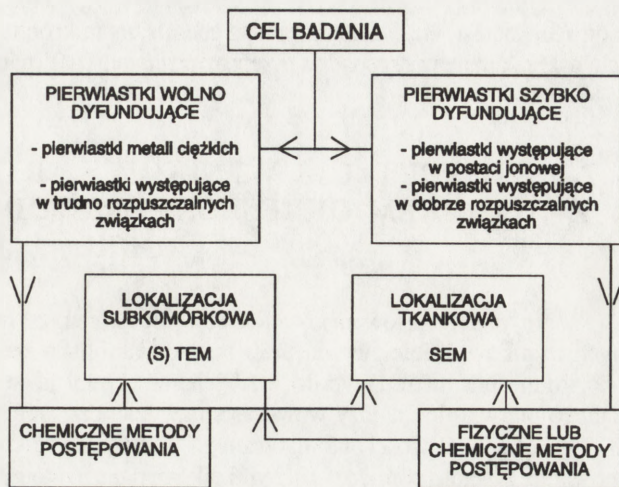 CEL BADANIA
PIERWIASTKI WOLNO
DYFUNDUJĄCE
- pierwiastki metali ciężkich
- pierwiastki występujące
w trudno rozpuszczalnych
związkach
PIERWIASTKI SZYBKO
DYFUNDUJĄCE
- pierwiastki występujące
w postaci jonowej
- pierwiastki występujące
w dobrze rozpuszczalnych
związkach
LOKALIZACJA
SUBKOMÓRKOWA
(S) TEM
LOKALIZACJA
TKANKOWA
SEM
CHEMICZNE METODY
POSTĘPOWANIA
FIZYCZNE LUB
CHEMICZNE METODY
POSTĘPOWANIA